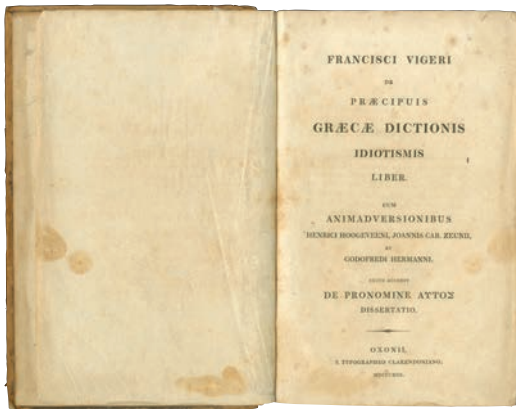 FRANCISCI VIGERI
DE
PRÆCIPUIS
GRÆCÆ DICTIONIS
IDIOTISMIS
LIBER.
CUM
ANIMADVERSIONIBUS
HENRICI HOOGEVEENI, JOANNIS CAR. ZEUNII,
ET
GODOFREDI HERMANNI.
DE PRONOMINE ΑΥΤΟΣ
DISSERTATIO.
OXONII,
E TYPOGRAPHEO CLARENDONIANO.